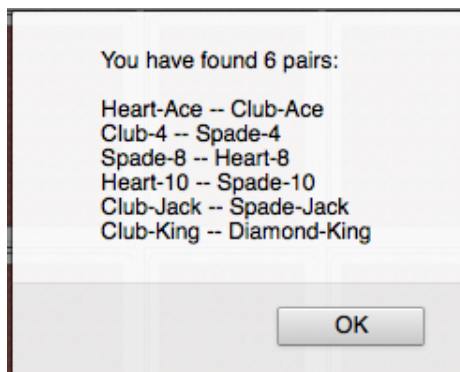 You have found 6 pairs:
Heart-Ace -- Club-Ace
Club-4 -- Spade-4
Spade-8 -- Heart-8
Heart-10 -- Spade-10
Club-Jack -- Spade-Jack
Club-King -- Diamond-King
OK